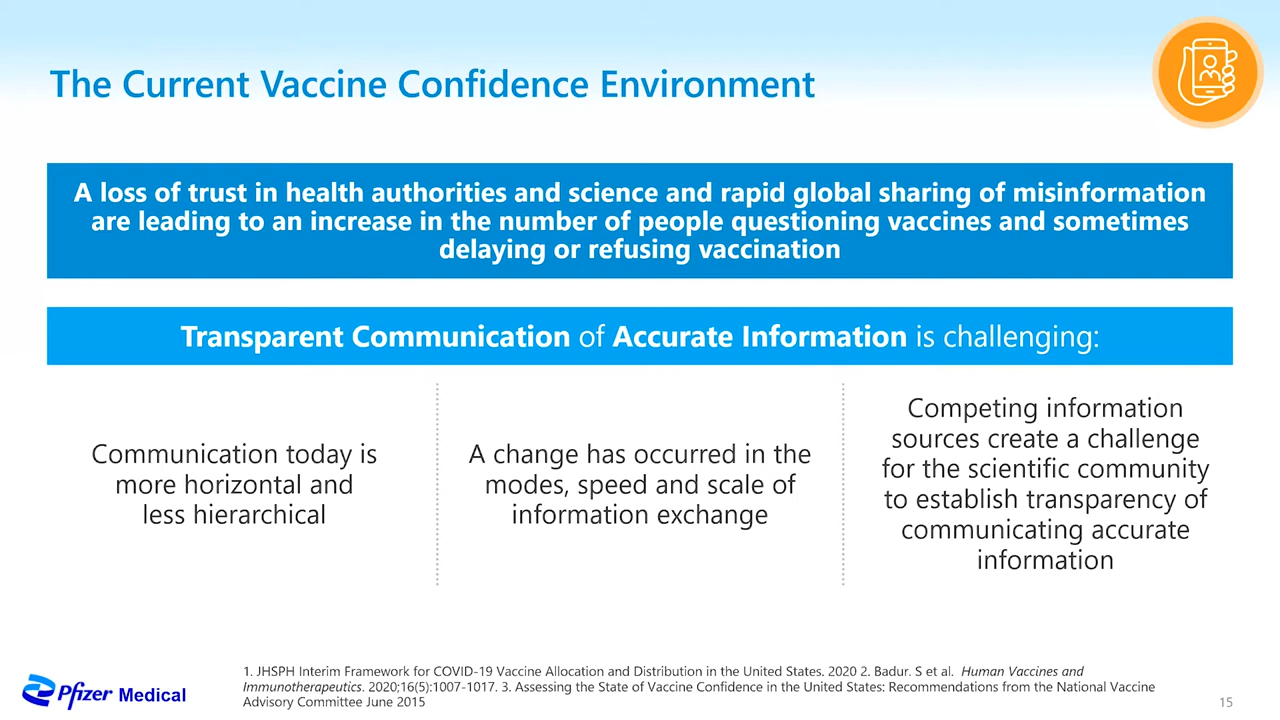 The Current Vaccine Confidence Environment
A loss of trust in health authorities and science and rapid global sharing of misinformation
are leading to an increase in the number of people questioning vaccines and sometimes
delaying or refusing vaccination
Transparent Communication of Accurate Information is challenging:
Communication today is
more horizontal and
less hierarchical
A change has occurred in the
modes, speed and scale of
information exchange
Competing information
sources create a challenge
for the scientific community
to establish transparency of
communicating accurate
information
Pfizer Medical
1. JHSPH Interim Framework for COVID-19 Vaccine Allocation and Distribution in the United States. 2020 2. Badur. S et al. Human Vaccines and
Immunotherapeutics. 2020;16(5):1007-1017. 3. Assessing the State of Vaccine Confidence in the United States: Recommendations from the National Vaccine
Advisory Committee June 2015
15